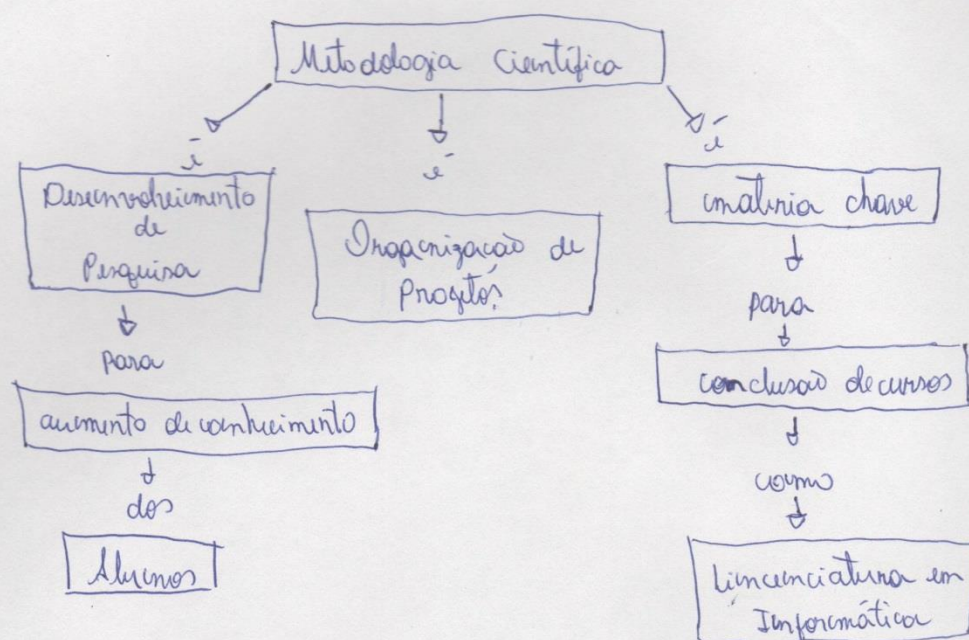 Metodologia Científica
é
Desenvolvimento
de
Pesquisa
para
aumento de conhecimento
dos
Alunos
é
Organização de
Projetos
é
matéria chave
para
conclusão de cursos
como
Licenciatura em
Informática